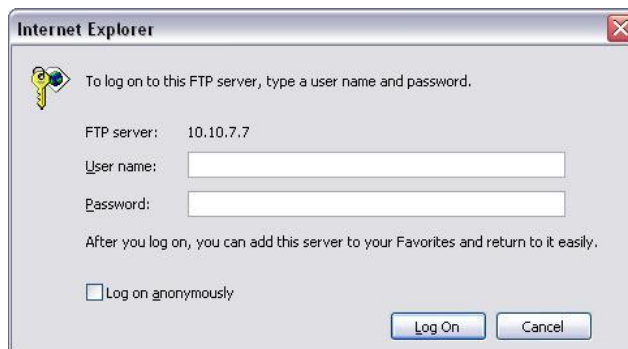 Internet Explorer
To log on to this FTP server, type a user name and password.
FTP server: 10.10.7.7
User name:
Password:
After you log on, you can add this server to your Favorites and return to it easily.
Log on anonymously
Log On Cancel